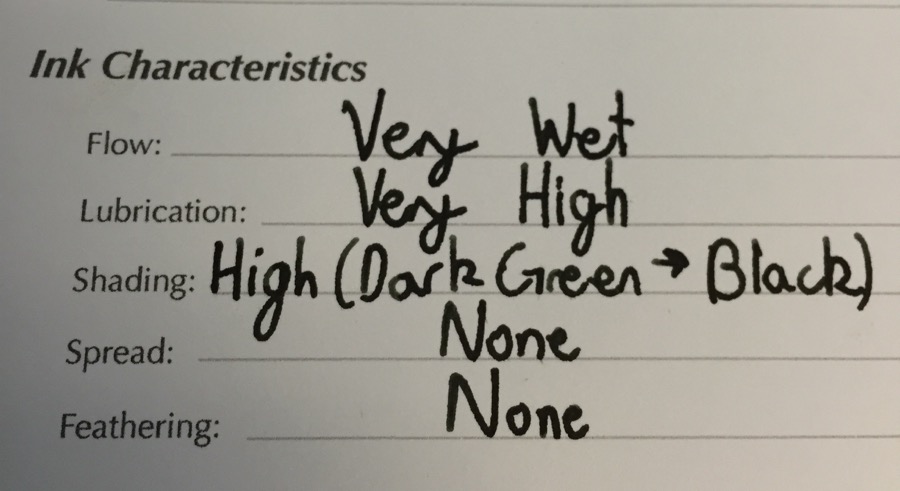 Ink Characteristics
Flow: Very Wet
Lubrication: Very High
Shading: High (Dark Green → Black)
Spread: None
Feathering: None